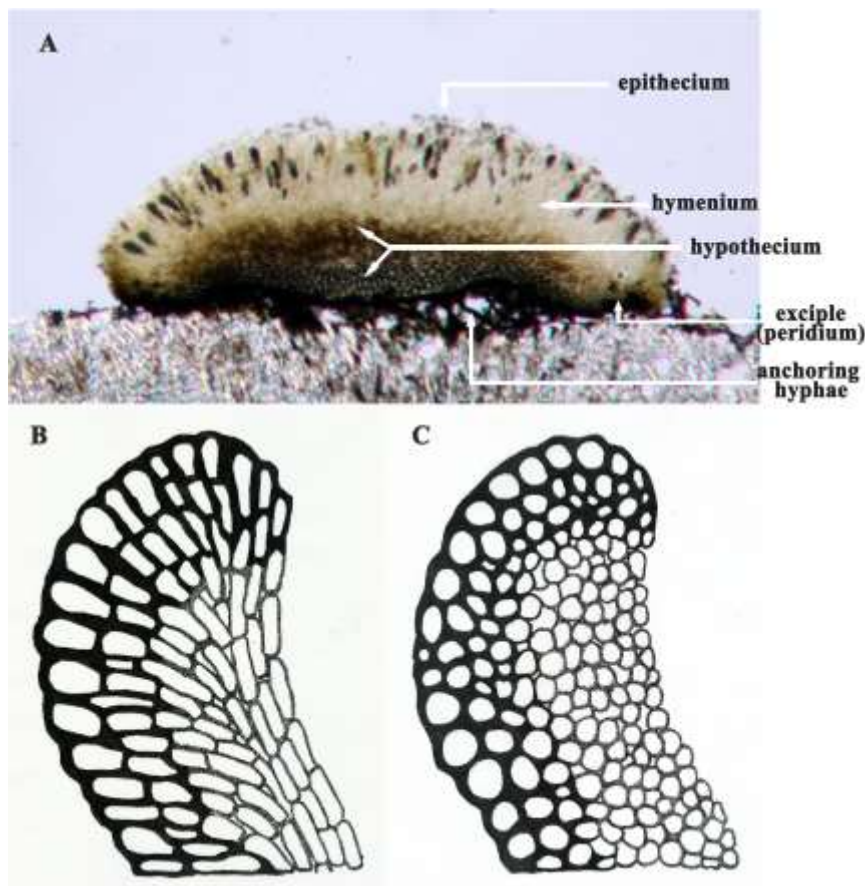 A
epithecium
hymenium
hypothecium
exciple
(peridium)
anchoring
hyphae
B
C